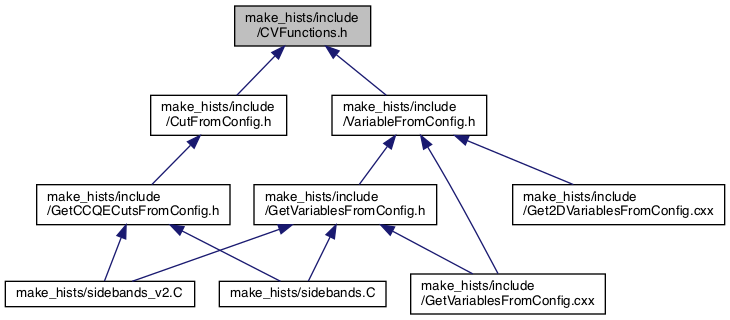 make_hists/include
/CVFunctions.h
make_hists/include
/CutFromConfig.h
make_hists/include
/VariableFromConfig.h
make_hists/include
/GetCCQECutsFromConfig.h
make_hists/include
/GetVariablesFromConfig.h
make_hists/include
/Get2DVariablesFromConfig.cxx
make_hists/sidebands_v2.C
make_hists/sidebands.C
make_hists/include
/GetVariablesFromConfig.cxx